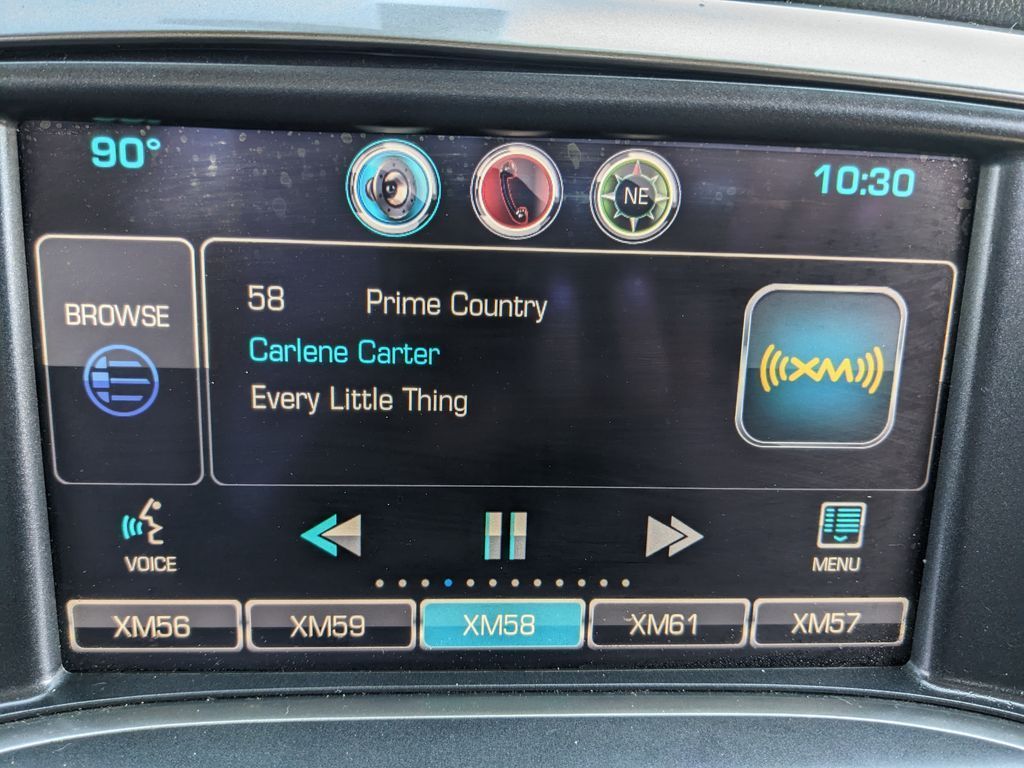 90°
NE
10:30
BROWSE
58 Prime Country
Carlene Carter
Every Little Thing
XM
VOICE
MENU
XM56 XM59 XM58 XM61 XM57